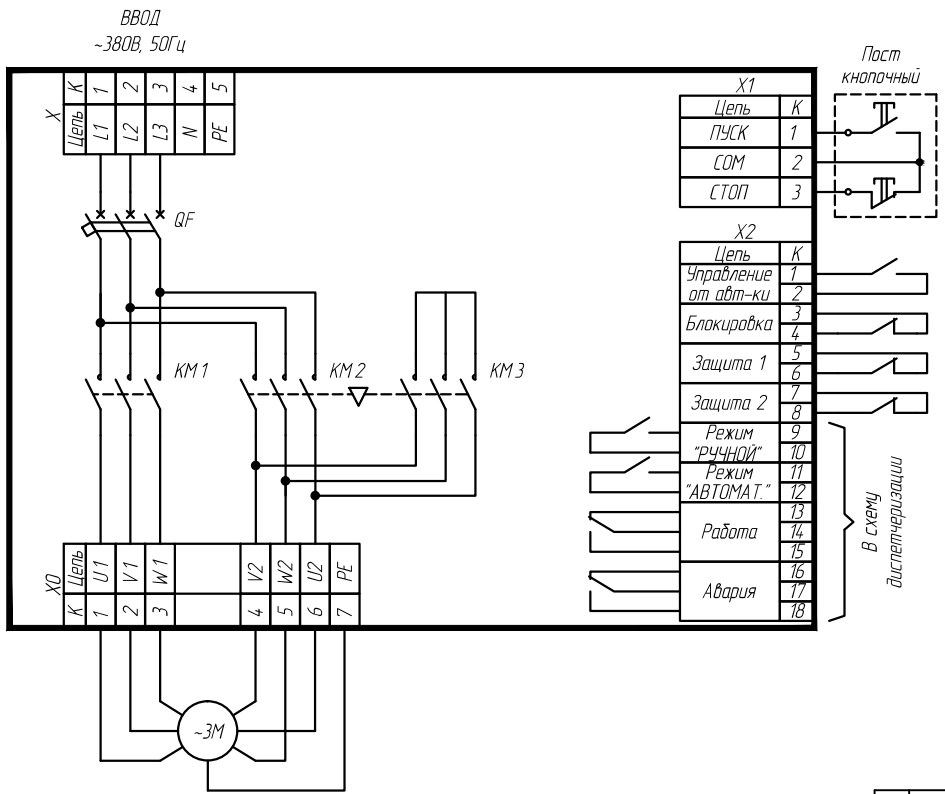 ВВОД
~380В, 50Гц
X
Цепь К
L1 1
L2 2
L3 3
N 4
PE 5
QF
KM1
KM2
KM3
X0
К Цепь
1 U1
2 V1
3 W1
4 V2
5 W2
6 U2
7 PE
~3М
X1
Цепь К
ПУСК 1
СОМ 2
СТОП 3
Пост
кнопочный
X2
Цепь К
Управление
от авт-ки
1
2
Блокировка
3
4
Защита 1
5
6
Защита 2
7
8
Режим
"РУЧНОЙ"
9
10
Режим
"АВТОМАТ."
11
12
Работа
13
14
15
Авария
16
17
18
В схему
диспетчеризации